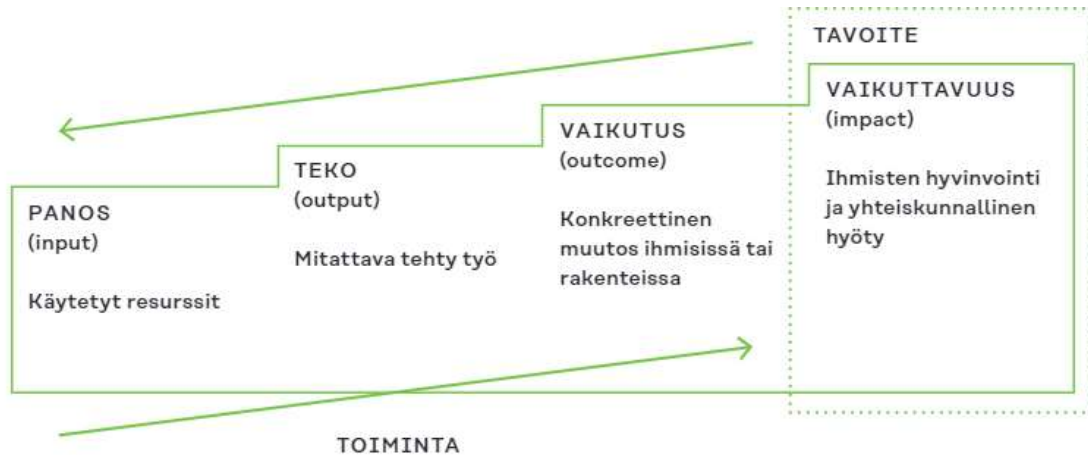 TAVOITE
VAIKUTTAVUUS
(impact)
Ihmisten hyvinvointi
ja yhteiskunnallinen
hyöty
VAIKUTUS
(outcome)
Konkreettinen
muutos ihmisissä tai
rakenteissa
TEKO
(output)
Mitattava tehty työ
PANOS
(input)
Käytetyt resurssit
TOIMINTA